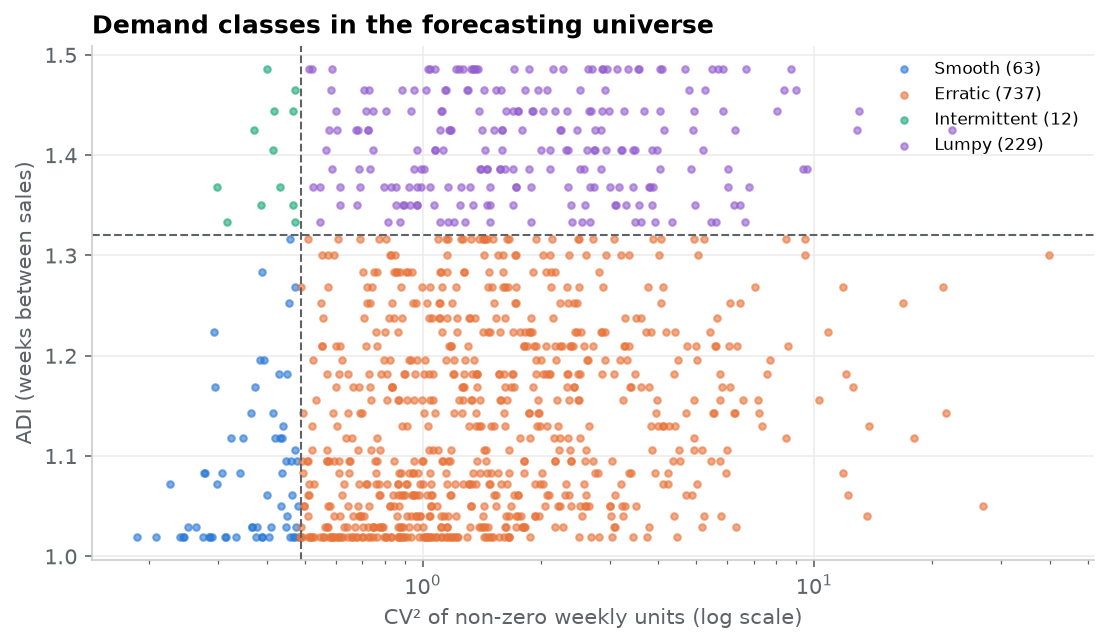 Demand classes in the forecasting universe
ADI (weeks between sales)
1.5
1.4
1.3
1.2
1.1
1.0
Smooth (63)
Erratic (737)
Intermittent (12)
Lumpy (229)
10⁰
10¹
CV² of non-zero weekly units (log scale)